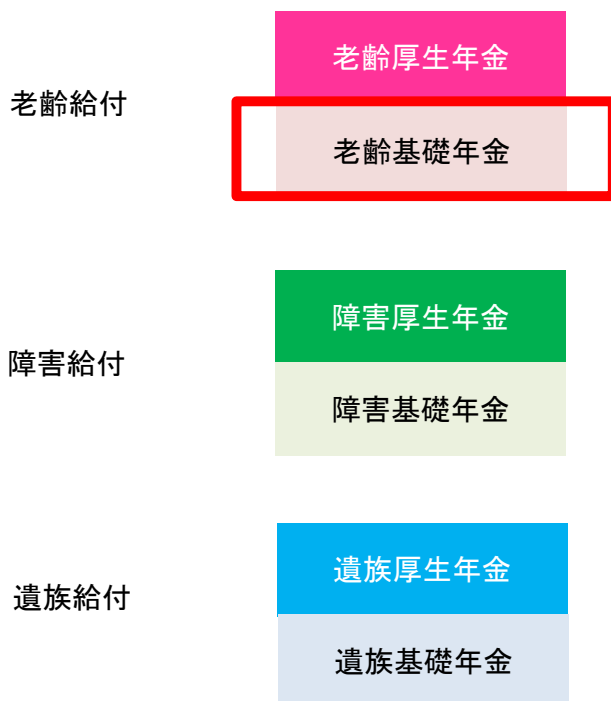 老齢厚生年金
老齢給付
老齢基礎年金
障害厚生年金
障害給付
障害基礎年金
遺族厚生年金
遺族給付
遺族基礎年金